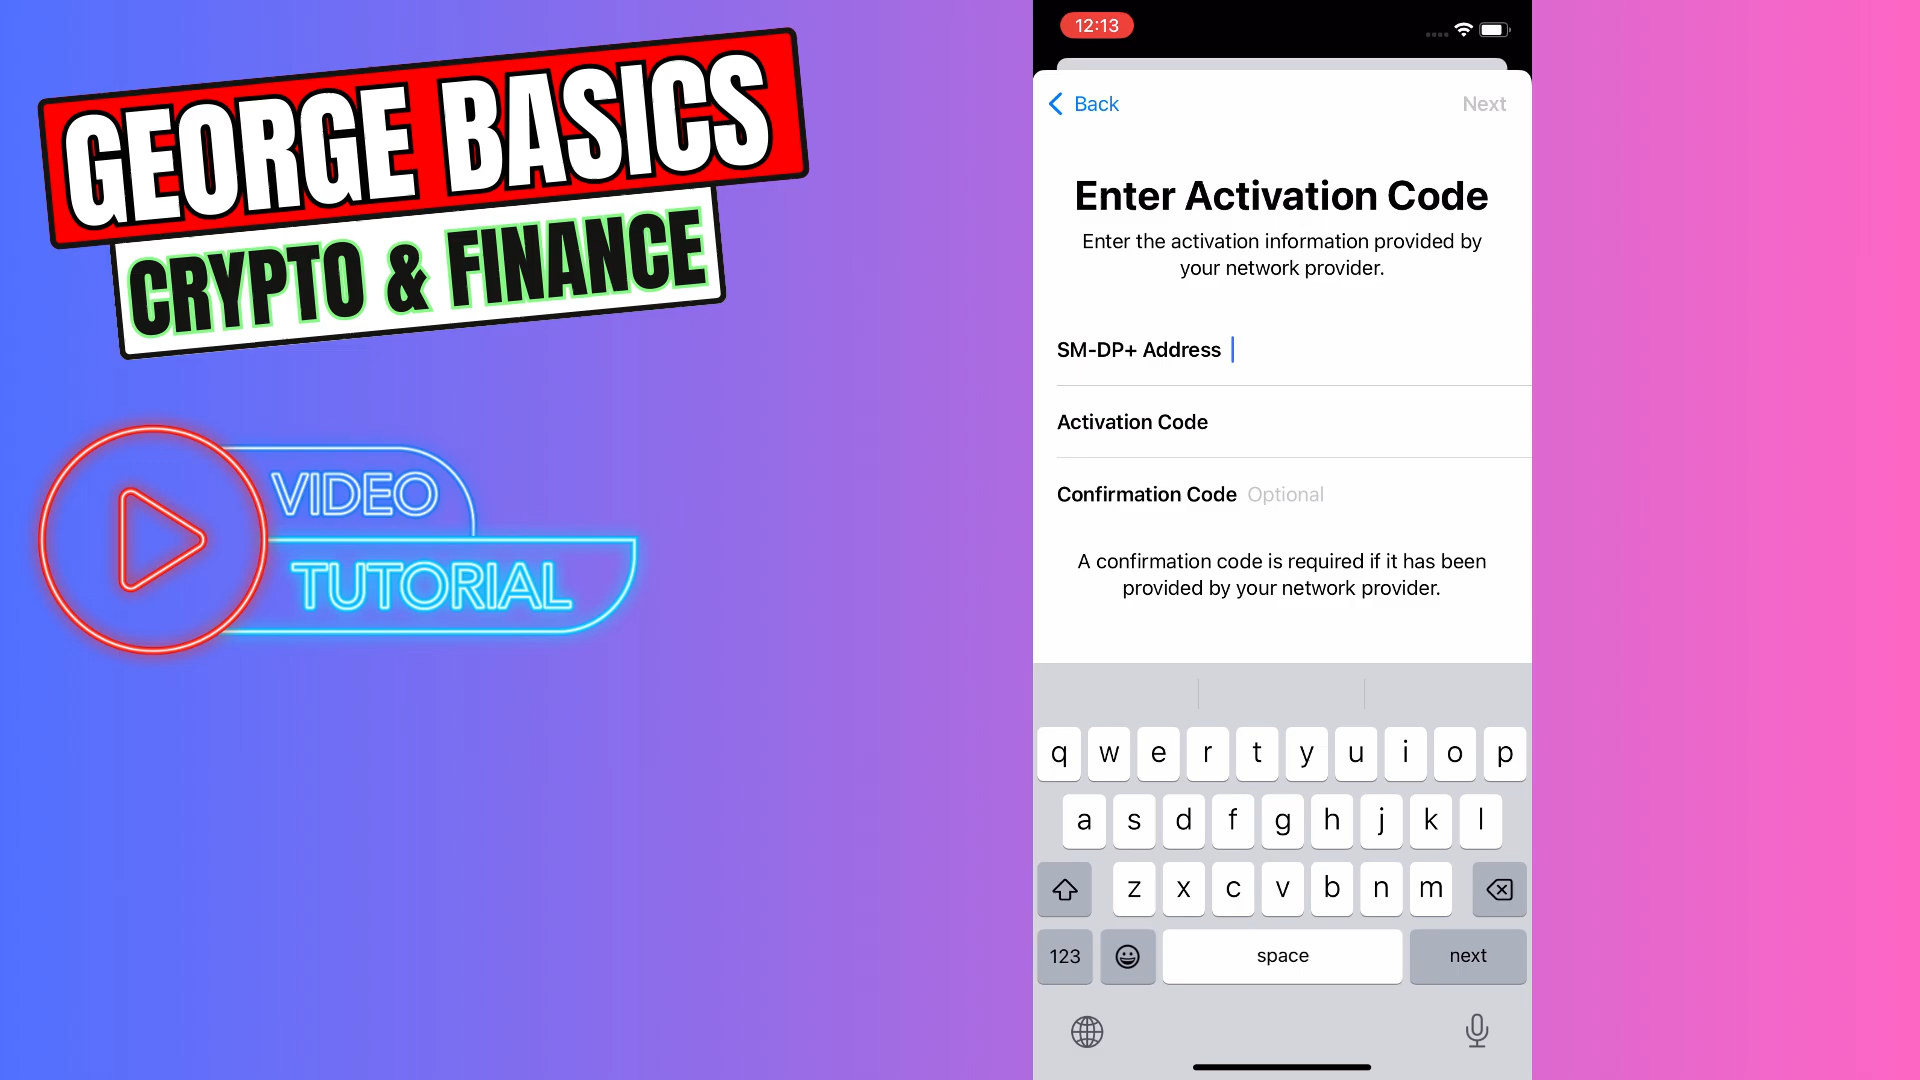 GEORGE BASICS
CRYPTO & FINANCE
VIDEO
TUTORIAL
12:13
Back
Next
Enter Activation Code
Enter the activation information provided by
your network provider.
SM-DP+ Address
Activation Code
Confirmation Code Optional
A confirmation code is required if it has been
provided by your network provider.
q w e r t y u i o p
a s d f g h j k l
z x c v b n m
123 space next